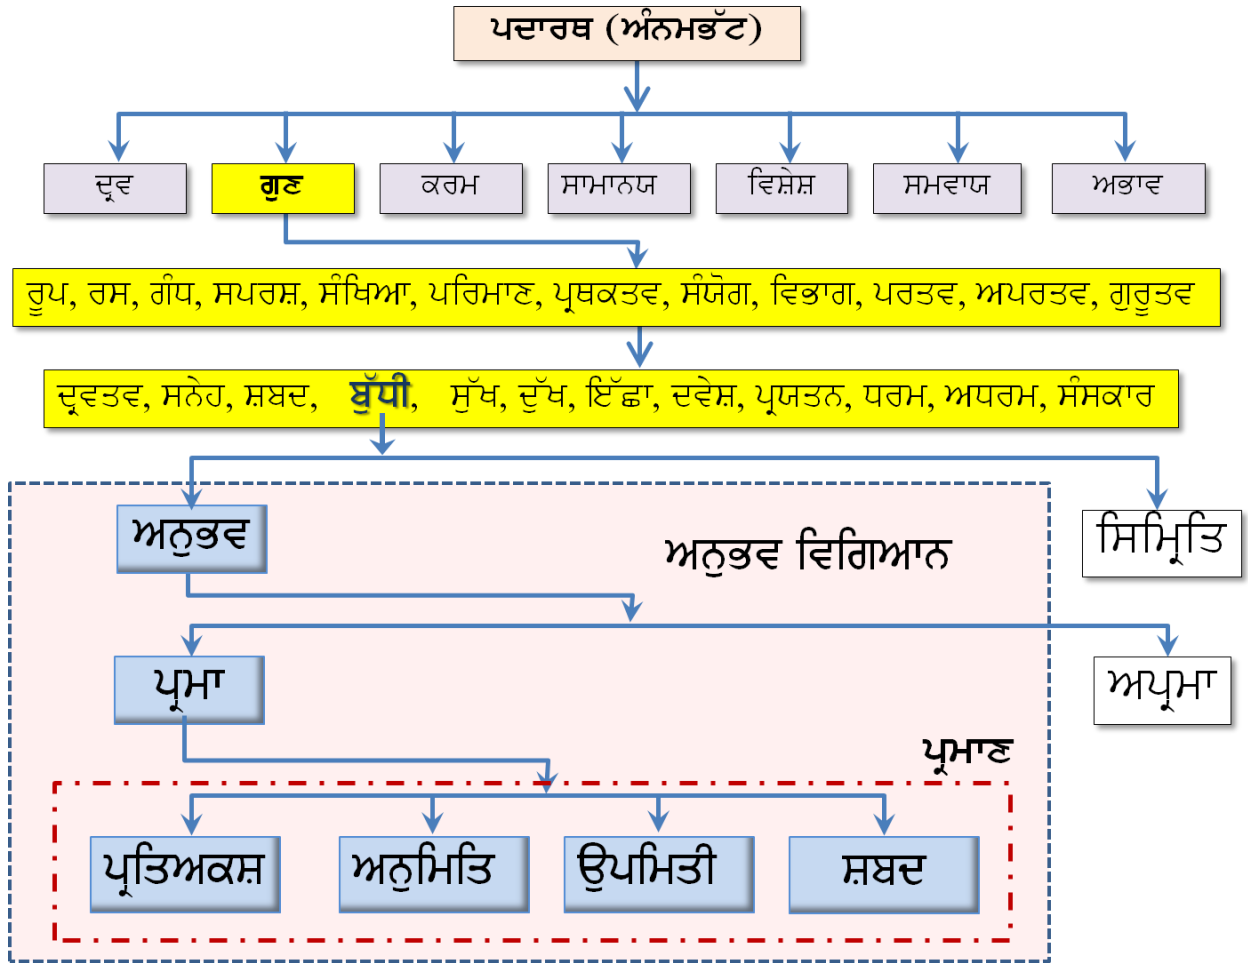 ਪਦਾਰਥ (ਅੰਨਮਭੱਟ)
ਦ੍ਰਵ ਗੁਣ ਕਰਮ ਸਾਮਾਨਯ ਵਿਸ਼ੇਸ਼ ਸਮਵਾਯ ਅਭਾਵ
ਰੂਪ, ਰਸ, ਗੰਧ, ਸਪਰਸ਼, ਸੰਖਿਆ, ਪਰਿਮਾਣ, ਪ੍ਰਥਕਤਵ, ਸੰਯੋਗ, ਵਿਭਾਗ, ਪਰਤਵ, ਅਪਰਤਵ, ਗੁਰੂਤਵ
ਦ੍ਰਵਤਵ, ਸਨੇਹ, ਸ਼ਬਦ, ਬੁੱਧੀ, ਸੁੱਖ, ਦੁੱਖ, ਇੱਛਾ, ਦਵੇਸ਼, ਪ੍ਰਯਤਨ, ਧਰਮ, ਅਧਰਮ, ਸੰਸਕਾਰ
ਅਨੁਭਵ ਅਨੁਭਵ ਵਿਗਿਆਨ ਸਿਮ੍ਰਿਤਿ
ਪ੍ਰਮਾ ਅਪ੍ਰਮਾ
ਪ੍ਰਮਾਣ
ਪ੍ਰਤਿਅਕਸ਼ ਅਨੁਮਿਤਿ ਉਪਮਿਤੀ ਸ਼ਬਦ